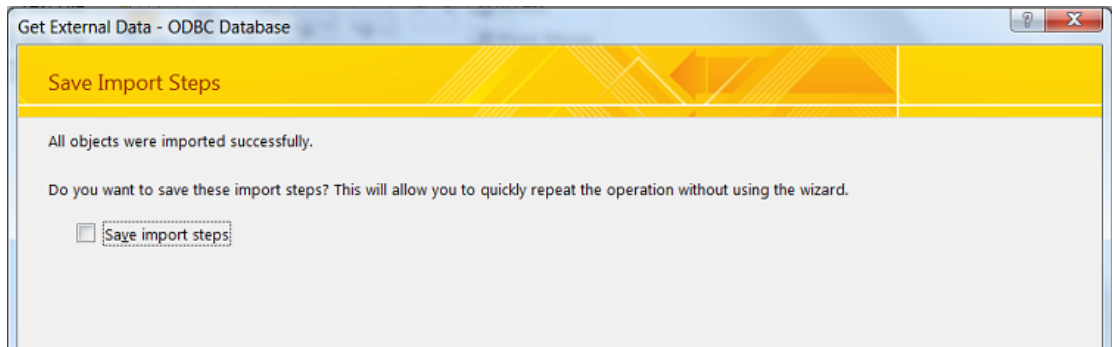 Get External Data - ODBC Database
Save Import Steps
All objects were imported successfully.
Do you want to save these import steps? This will allow you to quickly repeat the operation without using the wizard.
Save import steps